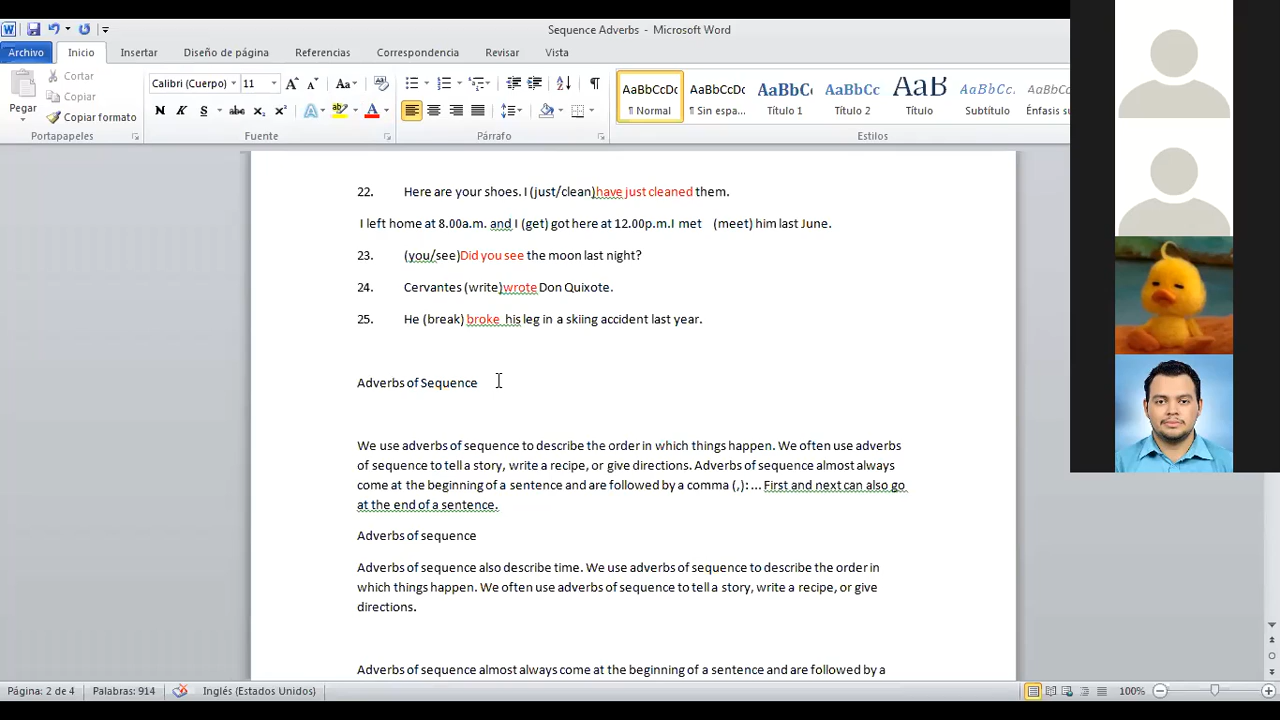 Sequence Adverbs - Microsoft Word
Archivo Inicio Insertar Diseño de página Referencias Correspondencia Revisar Vista
Pegar
Cortar
Copiar
Copiar formato
Portapapeles
Calibri (Cuerpo) 11
Fuente
Párrafo
AaBbCcDc AaBbCcDc AaBbC AaBbCc AaB AaBbCc. AaBbCc
¶ Normal ¶ Sin espa... Título 1 Título 2 Título Subtítulo Énfasis su
Estilos
22. Here are your shoes. I (just/clean)have just cleaned them.
I left home at 8.00a.m. and I (get) got here at 12.00p.m.I met (meet) him last June.
23. (you/see)Did you see the moon last night?
24. Cervantes (write)wrote Don Quixote.
25. He (break) broke his leg in a skiing accident last year.
Adverbs of Sequence
We use adverbs of sequence to describe the order in which things happen. We often use adverbs
of sequence to tell a story, write a recipe, or give directions. Adverbs of sequence almost always
come at the beginning of a sentence and are followed by a comma (,): ... First and next can also go
at the end of a sentence.
Adverbs of sequence
Adverbs of sequence also describe time. We use adverbs of sequence to describe the order in
which things happen. We often use adverbs of sequence to tell a story, write a recipe, or give
directions.
Adverbs of sequence almost always come at the beginning of a sentence and are followed by a
Página: 2 de 4 Palabras: 914 Inglés (Estados Unidos) 100%